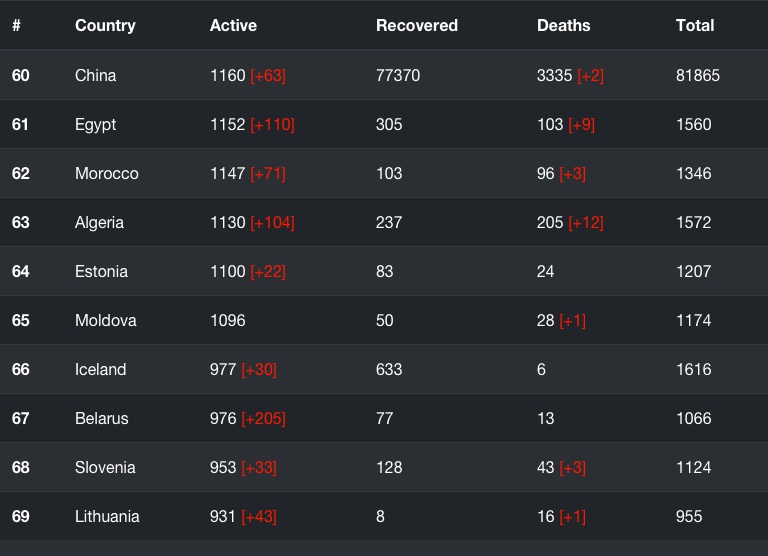 # Country Active Recovered Deaths Total
60 China 1160 [+63] 77370 3335 [+2] 81865
61 Egypt 1152 [+110] 305 103 [+9] 1560
62 Morocco 1147 [+71] 103 96 [+3] 1346
63 Algeria 1130 [+104] 237 205 [+12] 1572
64 Estonia 1100 [+22] 83 24 1207
65 Moldova 1096 50 28 [+1] 1174
66 Iceland 977 [+30] 633 6 1616
67 Belarus 976 [+205] 77 13 1066
68 Slovenia 953 [+33] 128 43 [+3] 1124
69 Lithuania 931 [+43] 8 16 [+1] 955